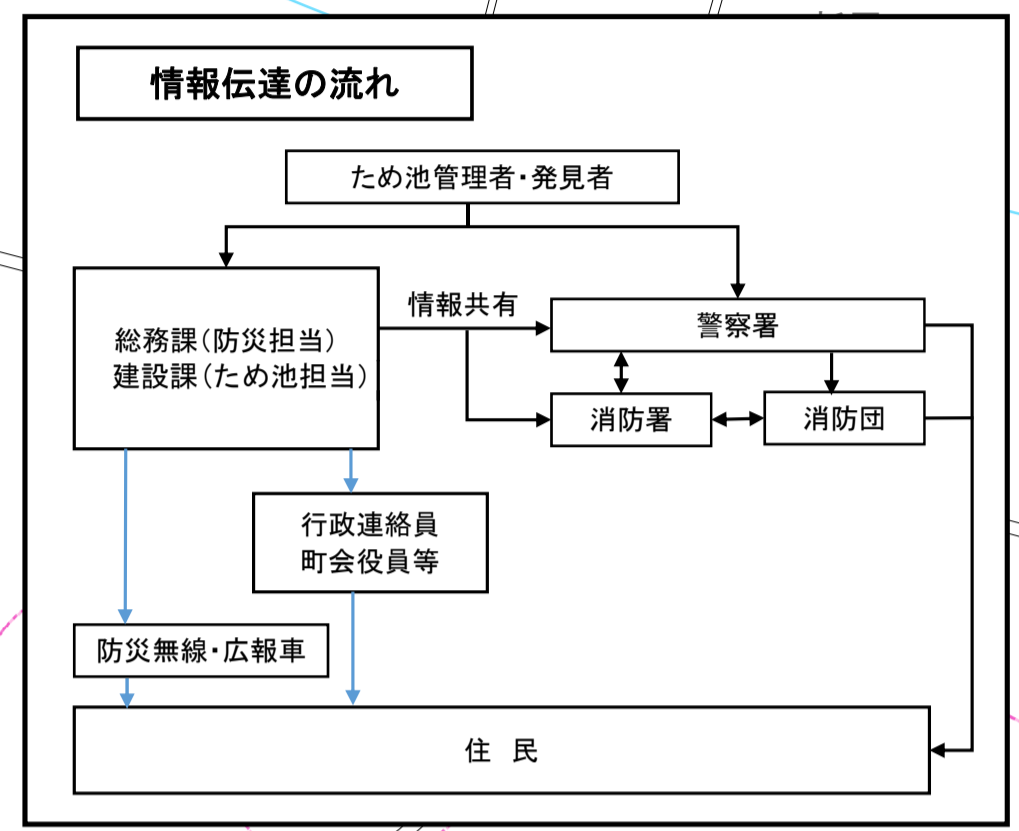 情報伝達の流れ
ため池管理者・発見者
総務課(防災担当)
建設課(ため池担当)
情報共有
警察署
消防署
消防団
行政連絡員
町会役員等
防災無線・広報車
住 民